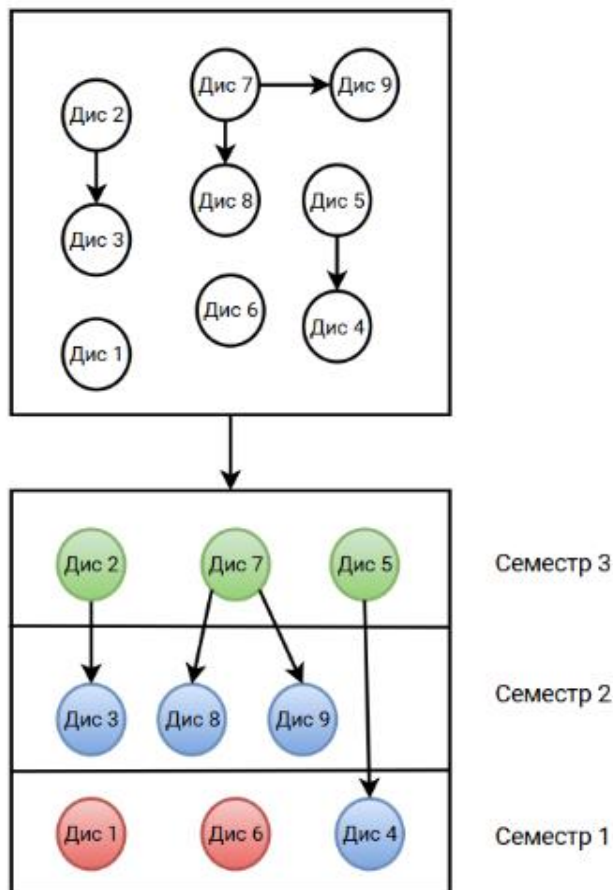 Дис 7
Дис 9
Дис 2
Дис 8
Дис 5
Дис 3
Дис 6
Дис 4
Дис 1
Дис 2
Дис 7
Дис 5
Семестр 3
Дис 3
Дис 8
Дис 9
Семестр 2
Дис 1
Дис 6
Дис 4
Семестр 1